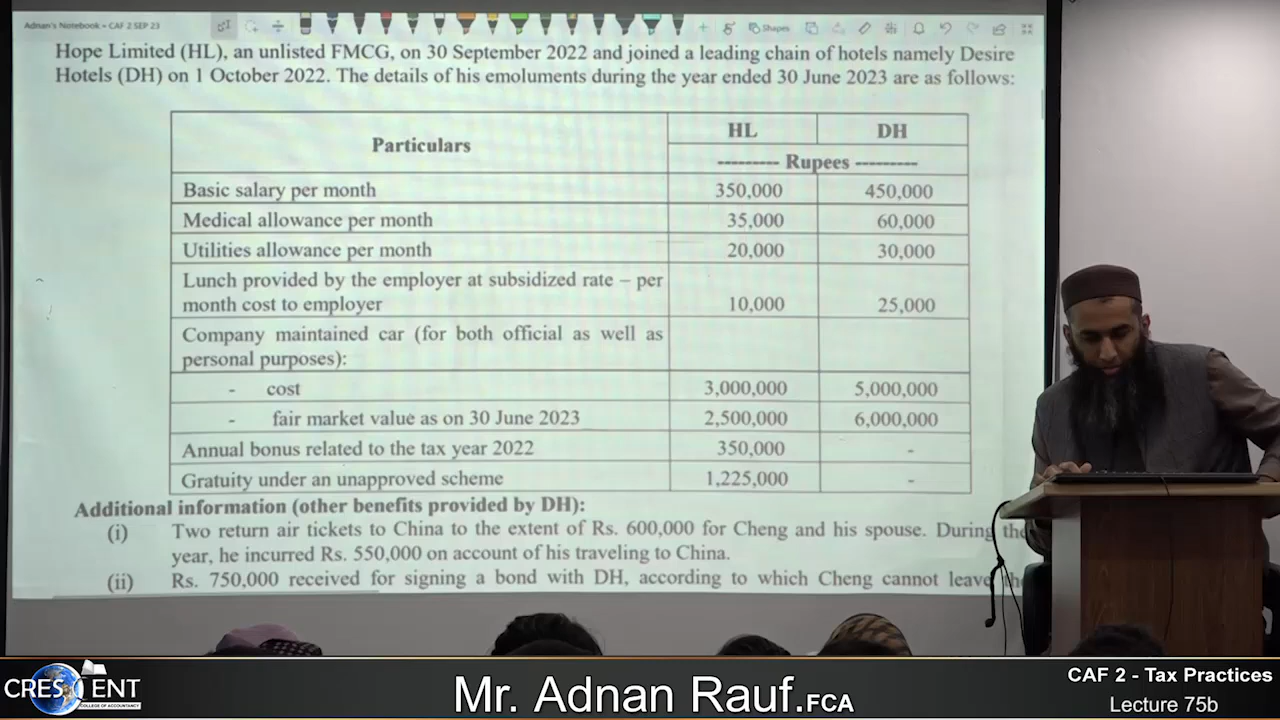 Adnan's Notebook - CAF 2 SEP 23
Shapes
Hope Limited (HL), an unlisted FMCG, on 30 September 2022 and joined a leading chain of hotels namely Desire
Hotels (DH) on 1 October 2022. The details of his emoluments during the year ended 30 June 2023 are as follows:
Particulars HL DH
--------- Rupees ---------
Basic salary per month 350,000 450,000
Medical allowance per month 35,000 60,000
Utilities allowance per month 20,000 30,000
Lunch provided by the employer at subsidized rate – per
month cost to employer 10,000 25,000
Company maintained car (for both official as well as
personal purposes):
- cost 3,000,000 5,000,000
- fair market value as on 30 June 2023 2,500,000 6,000,000
Annual bonus related to the tax year 2022 350,000 -
Gratuity under an unapproved scheme 1,225,000 -
Additional information (other benefits provided by DH):
(i) Two return air tickets to China to the extent of Rs. 600,000 for Cheng and his spouse. During the
year, he incurred Rs. 550,000 on account of his traveling to China.
(ii) Rs. 750,000 received for signing a bond with DH, according to which Cheng cannot leave the
CRESCENT
COLLEGE OF ACCOUNTANCY
Mr. Adnan Rauf.FCA
CAF 2 - Tax Practices
Lecture 75b